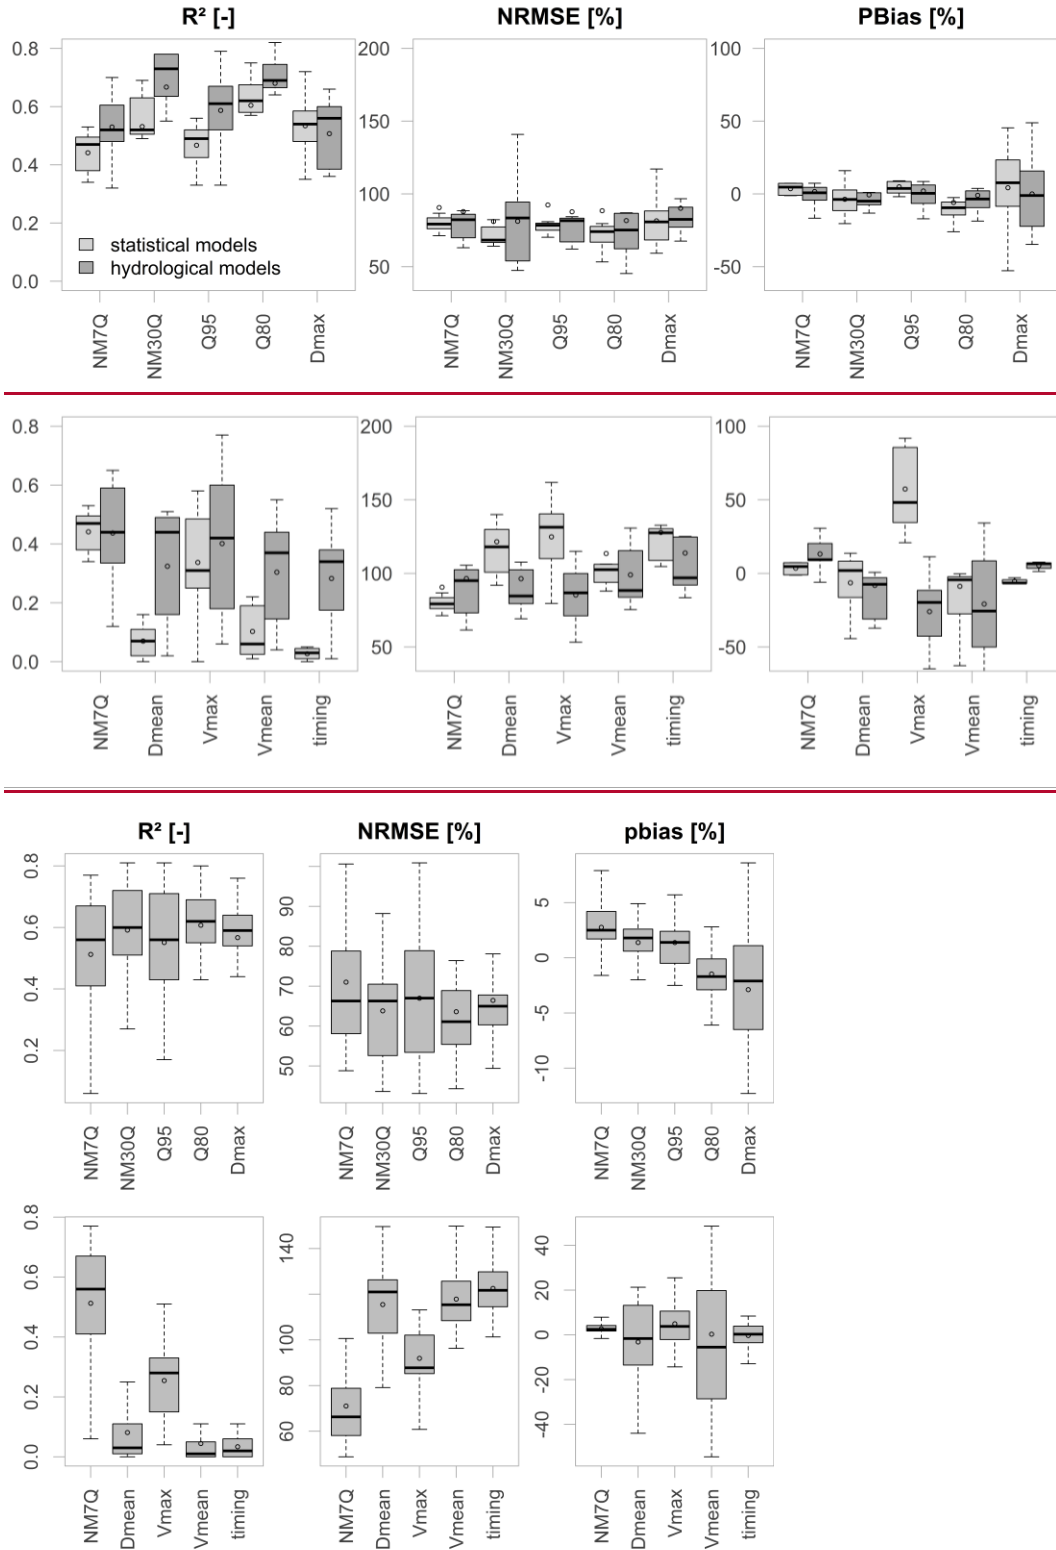 R² [-] NRMSE [%] PBias [%]
0.8 200 100
0.6 150 50
0.4 100 0
0.2 50 -50
0.0
statistical models
hydrological models
NM7Q NM30Q Q95 Q80 Dmax NM7Q NM30Q Q95 Q80 Dmax NM7Q NM30Q Q95 Q80 Dmax
0.8 200 100
0.6 150 50
0.4 100 0
0.2 50 -50
0.0
NM7Q Dmean Vmax Vmean timing NM7Q Dmean Vmax Vmean timing NM7Q Dmean Vmax Vmean timing
R² [-] NRMSE [%] pbias [%]
0.8 90 5
0.6 80 0
0.4 70 -5
0.2 60 -10
50
NM7Q NM30Q Q95 Q80 Dmax NM7Q NM30Q Q95 Q80 Dmax NM7Q NM30Q Q95 Q80 Dmax
0.8 140 40
0.6 120 20
0.4 100 0
0.2 80 -20
0.0 60 -40
NM7Q Dmean Vmax Vmean timing NM7Q Dmean Vmax Vmean timing NM7Q Dmean Vmax Vmean timing